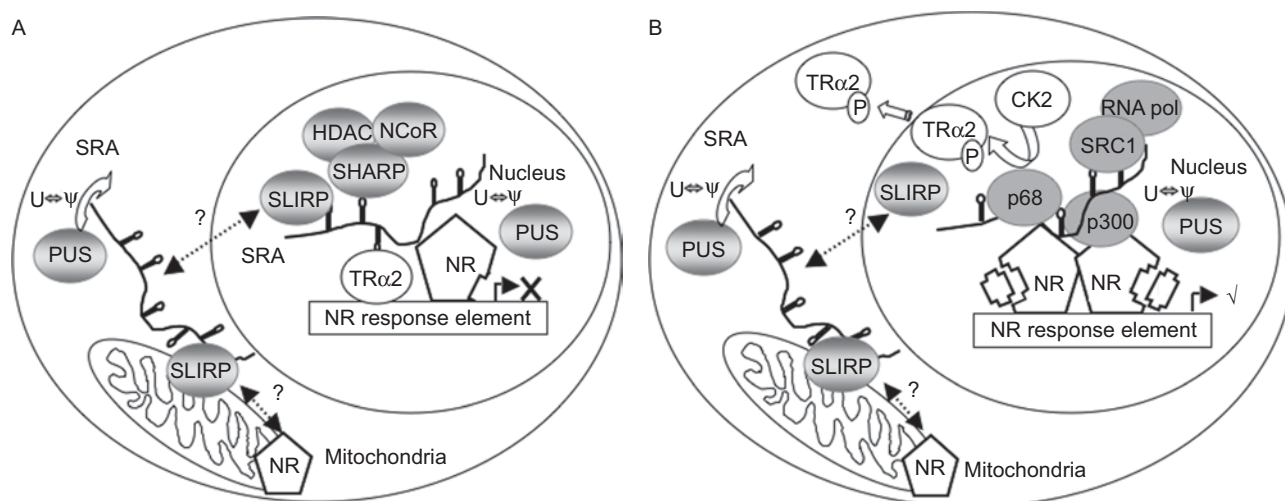 A
SRA
U⇔Ψ
PUS
?
HDAC
NCoR
SHARP
SLIRP
SRA
Nucleus
U⇔Ψ
PUS
TRα2
NR
X
NR response element
SLIRP
?
NR
Mitochondria
B
TRα2
P
TRα2
P
CK2
RNA pol
SRC1
SRA
U⇔Ψ
PUS
?
SLIRP
p68
p300
Nucleus
U⇔Ψ
PUS
NR
NR
√
NR response element
SLIRP
?
NR
Mitochondria